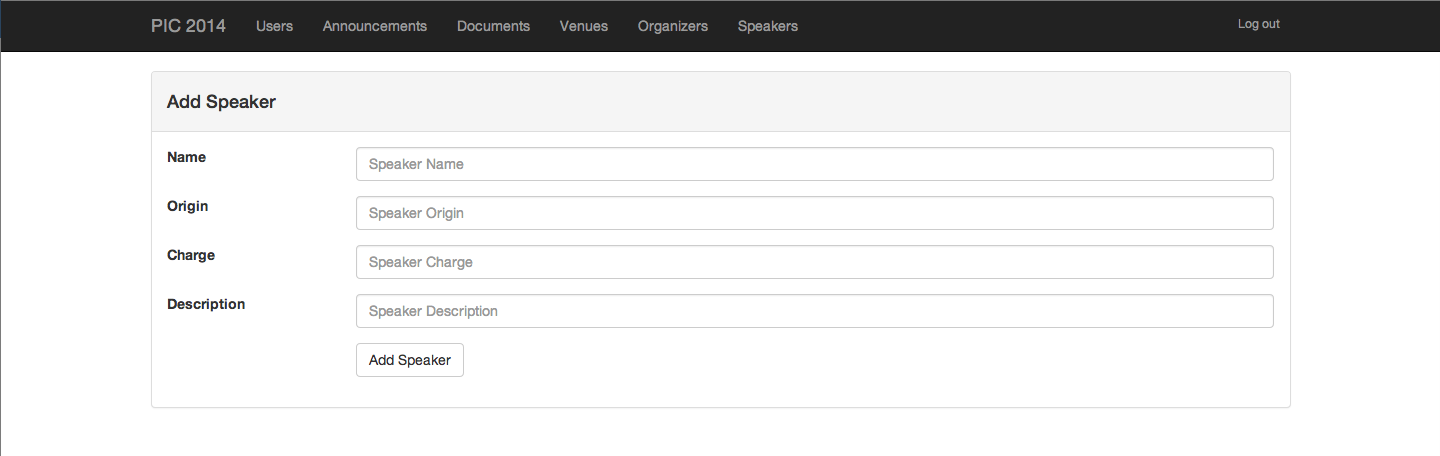 PIC 2014 Users Announcements Documents Venues Organizers Speakers Log out
Add Speaker
Name Speaker Name
Origin Speaker Origin
Charge Speaker Charge
Description Speaker Description
Add Speaker